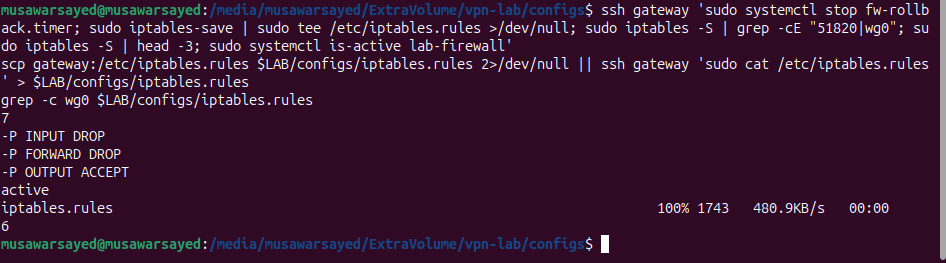 musawarsayed@musawarsayed:/media/musawarsayed/ExtraVolume/vpn-lab/configs$ ssh gateway 'sudo systemctl stop fw-rollb
ack.timer; sudo iptables-save | sudo tee /etc/iptables.rules >/dev/null; sudo iptables -S | grep -cE "51820|wg0"; su
do iptables -S | head -3; sudo systemctl is-active lab-firewall'
scp gateway:/etc/iptables.rules $LAB/configs/iptables.rules 2>/dev/null || ssh gateway 'sudo cat /etc/iptables.rules
' > $LAB/configs/iptables.rules
grep -c wg0 $LAB/configs/iptables.rules
7
-P INPUT DROP
-P FORWARD DROP
-P OUTPUT ACCEPT
active
iptables.rules 100% 1743 480.9KB/s 00:00
6
musawarsayed@musawarsayed:/media/musawarsayed/ExtraVolume/vpn-lab/configs$